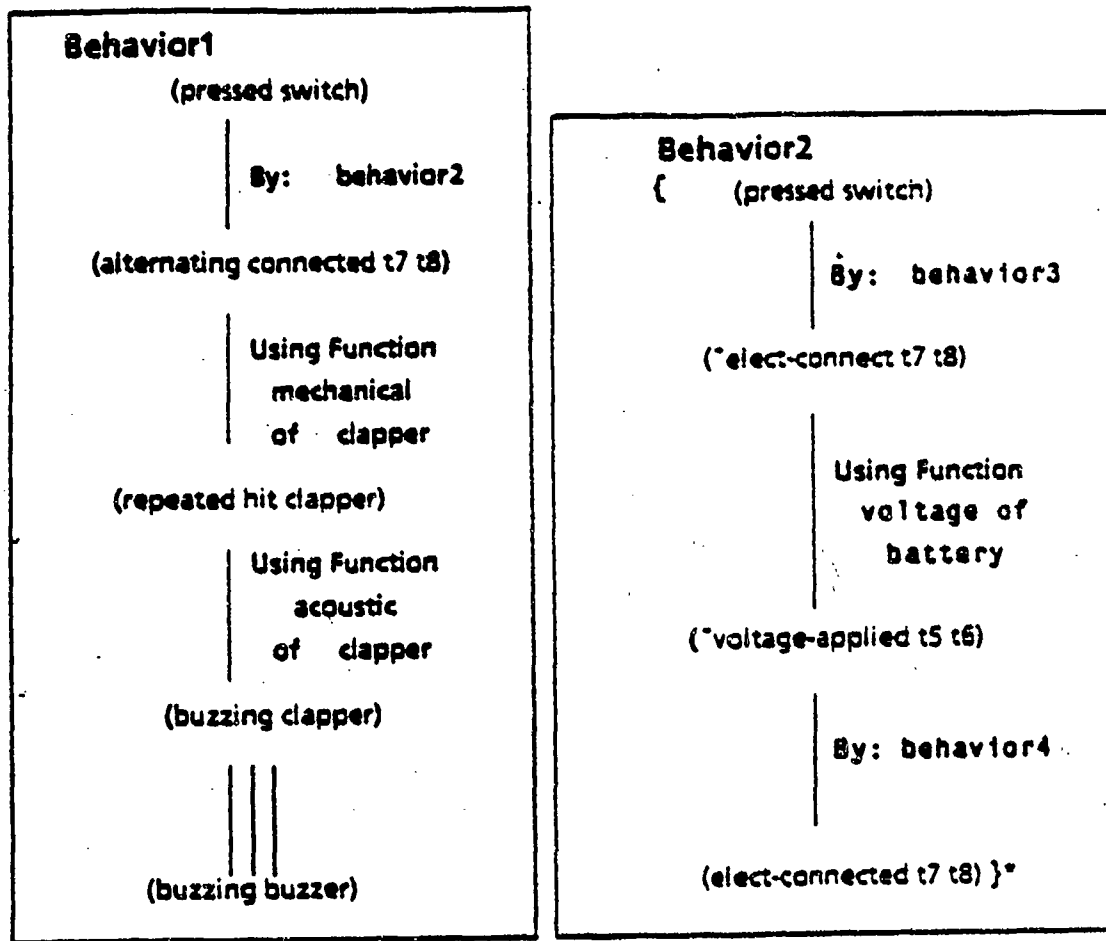 Behavior1
(pressed switch)
By: behavior2
(alternating connected t7 t8)
Using Function
mechanical
of clapper
(repeated hit clapper)
Using Function
acoustic
of clapper
(buzzing clapper)
(buzzing buzzer)
Behavior2
{ (pressed switch)
By: behavior3
(~elect-connect t7 t8)
Using Function
voltage of
battery
(~voltage-applied t5 t6)
By: behavior4
(elect-connected t7 t8) }*